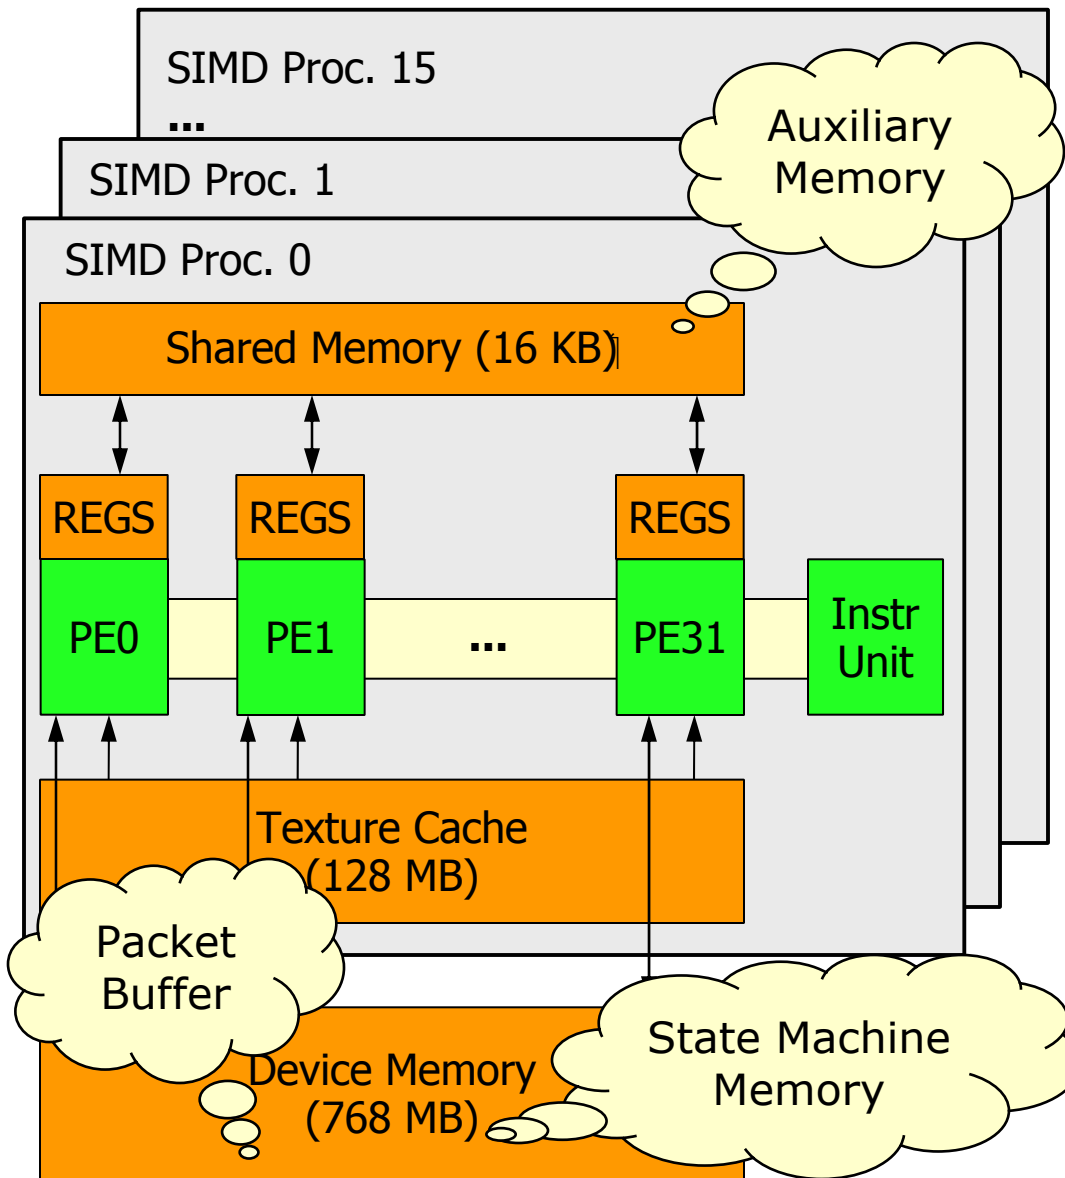 SIMD Proc. 15
...
Auxiliary
Memory
SIMD Proc. 1
SIMD Proc. 0
Shared Memory (16 KB)
REGS
REGS
REGS
PE0
PE1
...
PE31
Instr
Unit
Texture Cache
(128 MB)
Packet
Buffer
State Machine
Memory
Device Memory
(768 MB)